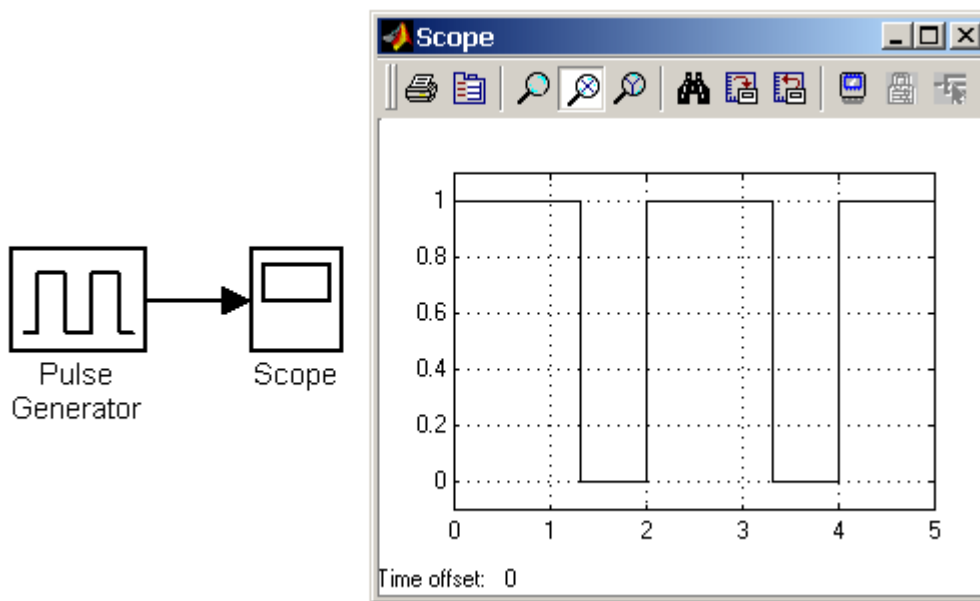 Scope
1
0.8
0.6
0.4
0.2
0
0 1 2 3 4 5
Time offset: 0
Pulse
Generator
Scope